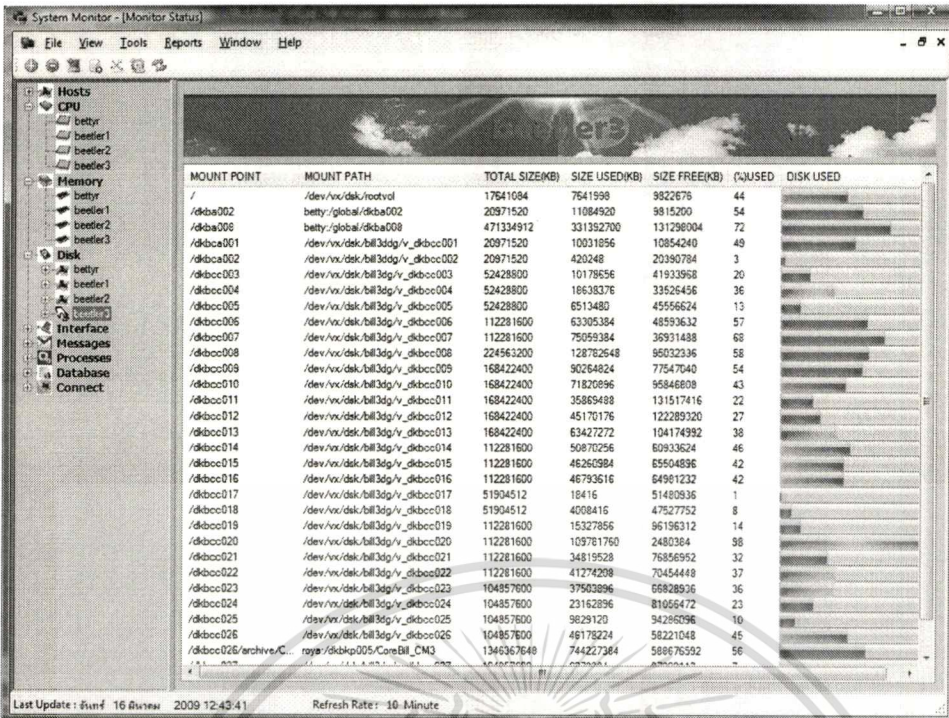 System Monitor - [Monitor Status]
File View Tools Reports Window Help
Hosts
CPU
bettyr
beetler1
beetler2
beetler3
Memory
bettyr
beetler1
beetler2
beetler3
Disk
bettyr
beetler1
beetler2
beetler3
Interface
Messages
Processes
Database
Connect
MOUNT POINT MOUNT PATH TOTAL SIZE(KB) SIZE USED(KB) SIZE FREE(KB) (%)USED DISK USED
/ /dev/vx/dsk/rootvol 17641084 7641998 9822676 44
/dkba002 betty:/global/dkba002 20971520 11084920 9815200 54
/dkba008 betty:/global/dkba008 471334912 331392700 131298004 72
/dkbca001 /dev/vx/dsk/bill3ddg/v_dkbcc001 20971520 10031856 10854240 49
/dkbca002 /dev/vx/dsk/bill3ddg/v_dkbcc002 20971520 420248 20390784 3
/dkbcc003 /dev/vx/dsk/bill3dg/v_dkbcc003 52428800 10178656 41933968 20
/dkbcc004 /dev/vx/dsk/bill3dg/v_dkbcc004 52428800 18638376 33526456 36
/dkbcc005 /dev/vx/dsk/bill3dg/v_dkbcc005 52428800 6513480 45556624 13
/dkbcc006 /dev/vx/dsk/bill3dg/v_dkbcc006 112281600 63305384 48593632 57
/dkbcc007 /dev/vx/dsk/bill3dg/v_dkbcc007 112281600 75059384 36931488 68
/dkbcc008 /dev/vx/dsk/bill3dg/v_dkbcc008 224563200 128782648 95032336 58
/dkbcc009 /dev/vx/dsk/bill3dg/v_dkbcc009 168422400 90264824 77547040 54
/dkbcc010 /dev/vx/dsk/bill3dg/v_dkbcc010 168422400 71820896 95846808 43
/dkbcc011 /dev/vx/dsk/bill3dg/v_dkbcc011 168422400 35869488 131517416 22
/dkbcc012 /dev/vx/dsk/bill3dg/v_dkbcc012 168422400 45170176 122289320 27
/dkbcc013 /dev/vx/dsk/bill3dg/v_dkbcc013 168422400 63427272 104174992 38
/dkbcc014 /dev/vx/dsk/bill3dg/v_dkbcc014 112281600 50870256 60933624 46
/dkbcc015 /dev/vx/dsk/bill3dg/v_dkbcc015 112281600 46260984 65504896 42
/dkbcc016 /dev/vx/dsk/bill3dg/v_dkbcc016 112281600 46793616 64981232 42
/dkbcc017 /dev/vx/dsk/bill3dg/v_dkbcc017 51904512 18416 51480936 1
/dkbcc018 /dev/vx/dsk/bill3dg/v_dkbcc018 51904512 4008416 47527752 8
/dkbcc019 /dev/vx/dsk/bill3dg/v_dkbcc019 112281600 15327856 96196312 14
/dkbcc020 /dev/vx/dsk/bill3dg/v_dkbcc020 112281600 109781760 2480384 98
/dkbcc021 /dev/vx/dsk/bill3dg/v_dkbcc021 112281600 34819528 76856952 32
/dkbcc022 /dev/vx/dsk/bill3dg/v_dkbcc022 112281600 41274208 70454448 37
/dkbcc023 /dev/vx/dsk/bill3dg/v_dkbcc023 104857600 37503896 66828936 36
/dkbcc024 /dev/vx/dsk/bill3dg/v_dkbcc024 104857600 23162896 81056472 23
/dkbcc025 /dev/vx/dsk/bill3dg/v_dkbcc025 104857600 9829120 94286096 10
/dkbcc026 /dev/vx/dsk/bill3dg/v_dkbcc026 104857600 46178224 58221048 45
/dkbcc026/archive/C... roya:/dkbkp005/CoreBill_CM3 1346367648 744227384 588676592 56
Last Update : จันทร์ 16 มีนาคม 2009 12:43:41 Refresh Rate : 10 Minute